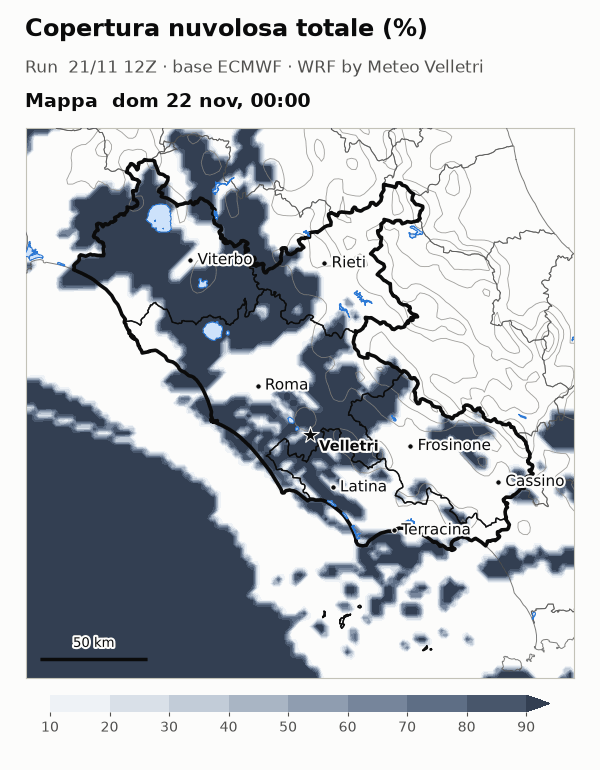 Copertura nuvolosa totale (%)
Run  21/11 12Z · base ECMWF · WRF by Meteo Velletri
Mappa  dom 22 nov, 00:00
Viterbo
Rieti
Roma
Velletri
Frosinone
Cassino
Latina
Terracina
50 km
10 20 30 40 50 60 70 80 90